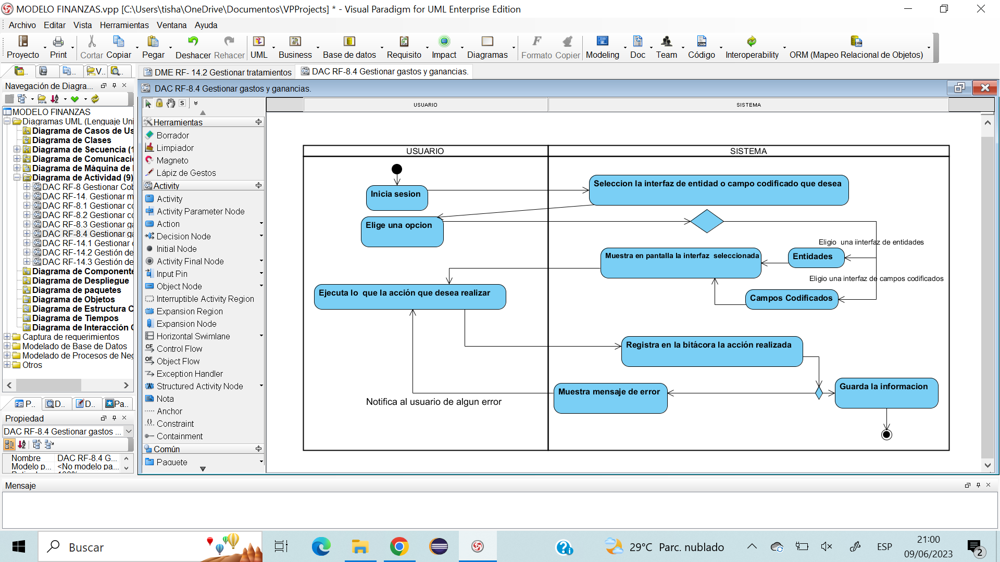 MODELO FINANZAS.vpp [C:\Users\tisha\OneDrive\Documentos\VPProjects] * - Visual Paradigm for UML Enterprise Edition
Archivo Editar Vista Herramientas Ventana Ayuda
Proyecto Print Cortar Copiar Pegar Deshacer Rehacer UML Business Base de datos Requisito Impact Diagramas Formato Copier Modeling Doc Team Código Interoperability ORM (Mapeo Relacional de Objetos)
V..
DME RF- 14.2 Gestionar tratamientos
DAC RF-8.4 Gestionar gastos y ganancias.
Navegación de Diagra...
MODELO FINANZAS
Diagramas UML (Lenguaje Uni
Diagrama de Casos de Us
Diagrama de Clases
Diagrama de Secuencia (1
Diagrama de Comunicaci
Diagrama de Máquina de
Diagrama de Actividad (9)
DAC RF-8 Gestionar Cob
DAC RF-14. Gestionar m
DAC RF-8.1 Gestionar co
DAC RF-8.2 Gestionar co
DAC RF-8.3 Gestionar ga
DAC RF-8.4 Gestionar ga
DAC RF-14.1 Gestionar
DAC RF-14.2 Gestión de
DAC RF-14.3 Gestión de
Diagrama de Componente
Diagrama de Despliegue
Diagrama de paquetes
Diagrama de Objetos
Diagrama de Estructura C
Diagrama de Tiempos
Diagrama de Interacción
Captura de requerimientos
Modelado de Base de Datos
Modelado de Procesos de Neg
Otros
P.. D.. D.. Pa..
Propiedad
DAC RF-8.4 Gestionar gastos ...
Nombre DAC RF-8.4 G...
Modelo p... <No modelo pa...
DAC RF-8.4 Gestionar gastos y ganancias.
S
Herramientas
Borrador
Limpiador
Magneto
Lápiz de Gestos
Activity
Activity
Activity Parameter Node
Action
Decision Node
Initial Node
Activity Final Node
Input Pin
Object Node
Interruptible Activity Region
Expansion Region
Expansion Node
Horizontal Swimlane
Control Flow
Object Flow
Exception Handler
Structured Activity Node
Nota
Anchor
Constraint
Containment
Común
Paquete
USUARIO SISTEMA
USUARIO SISTEMA
Inicia sesion
Seleccion la interfaz de entidad o campo codificado que desea
Elige una opcion
Eligio una iinterfaz de entidades
Muestra en pantalla la interfaz seleccionada
Entidades
Eligio una interfaz de campos codificados
Ejecuta lo que la acción que desea realizar
Campos Codificados
Registra en la bitácora la acción realizada
Muestra mensaje de error
Guarda la informacion
Notifica al usuario de algun error
Mensaje
Buscar
29°C Parc. nublado
ESP
21:00
09/06/2023
2